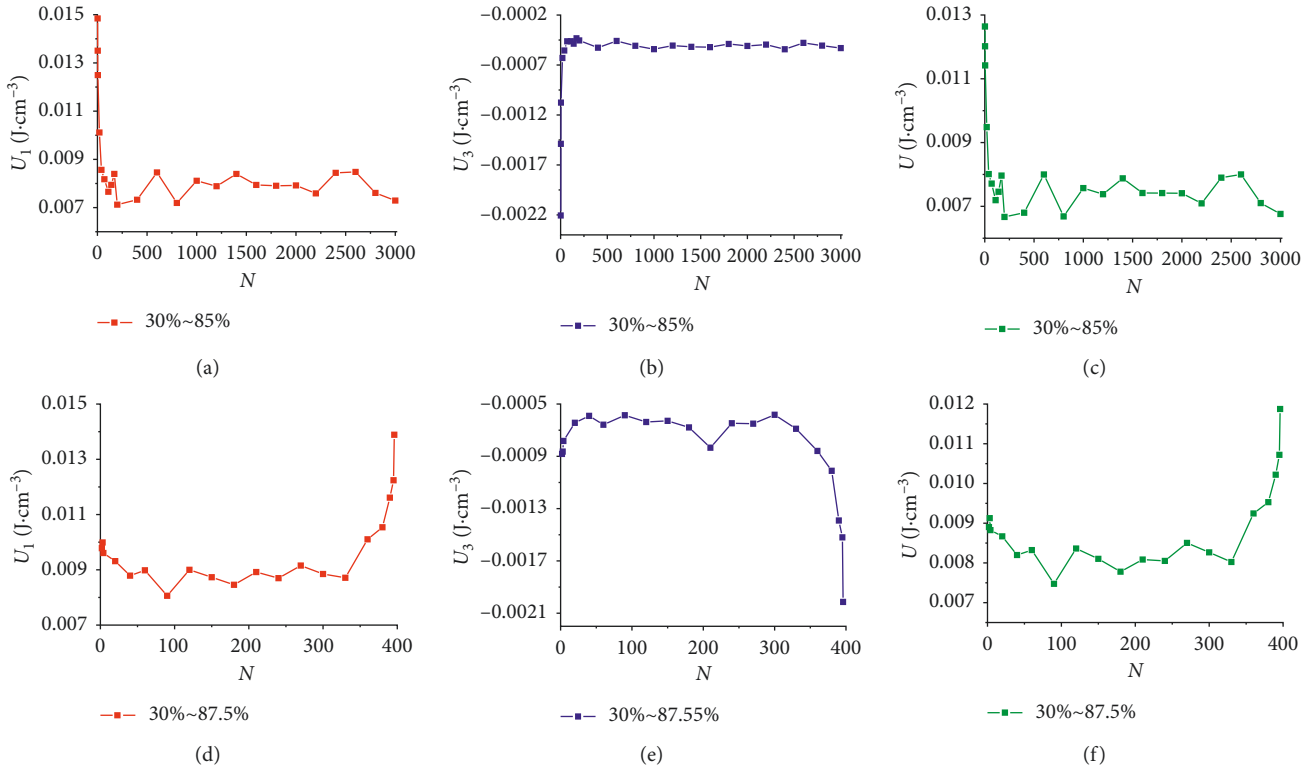 0.015
0.013
0.011
0.009
0.007
U1 (J·cm−3)
0 500 1000 1500 2000 2500 3000
N
30%~85%
(a)
−0.0002
−0.0007
−0.0012
−0.0017
−0.0022
U3 (J·cm−3)
0 500 1000 1500 2000 2500 3000
N
30%~85%
(b)
0.013
0.011
0.009
0.007
U (J·cm−3)
0 500 1000 1500 2000 2500 3000
N
30%~85%
(c)
0.015
0.013
0.011
0.009
0.007
U1 (J·cm−3)
0 100 200 300 400
N
30%~87.5%
(d)
−0.0005
−0.0009
−0.0013
−0.0017
−0.0021
U3 (J·cm−3)
0 100 200 300 400
N
30%~87.55%
(e)
0.012
0.011
0.010
0.009
0.008
0.007
U (J·cm−3)
0 100 200 300 400
N
30%~87.5%
(f)